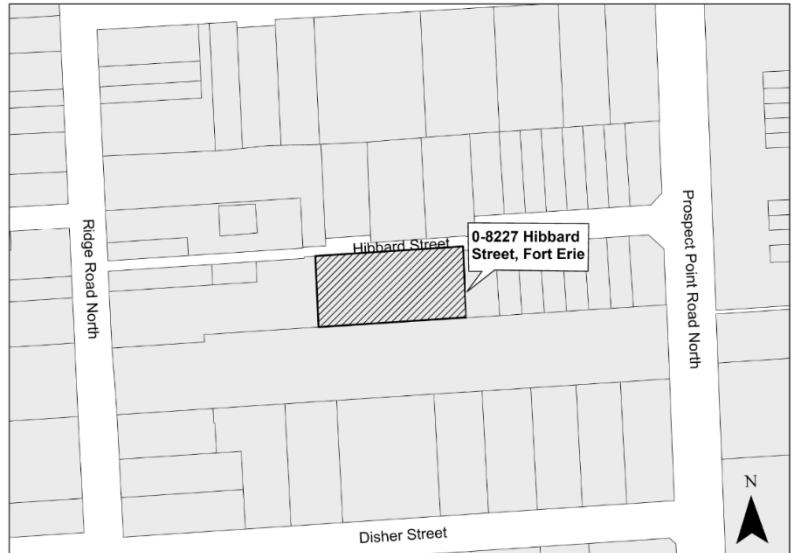 Hibbard Street
0-8227 Hibbard
Street, Fort Erie
Ridge Road North
Prospect Point Road North
N
Disher Street